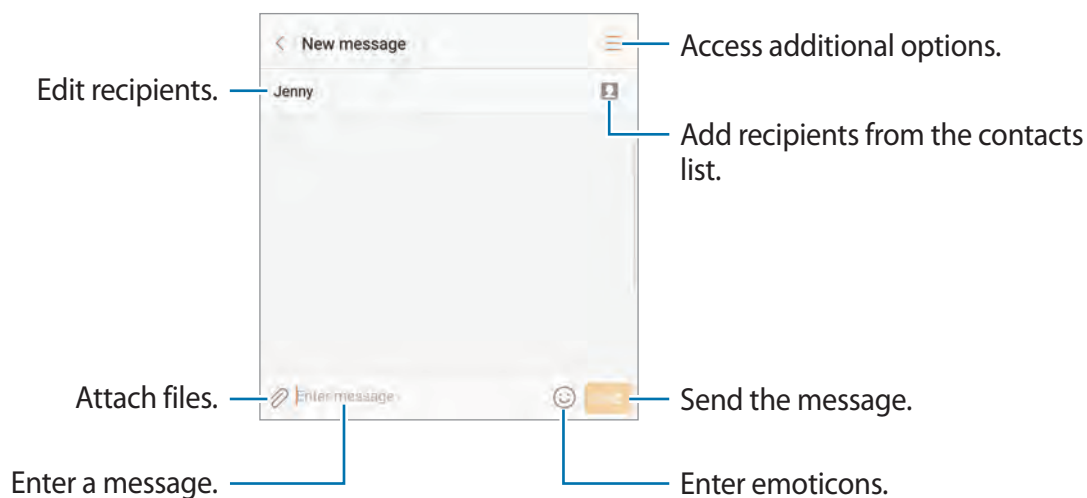 New message
Access additional options.
Edit recipients.
Jenny
Add recipients from the contacts
list.
Attach files.
Enter message
Send the message.
Enter a message.
Enter emoticons.